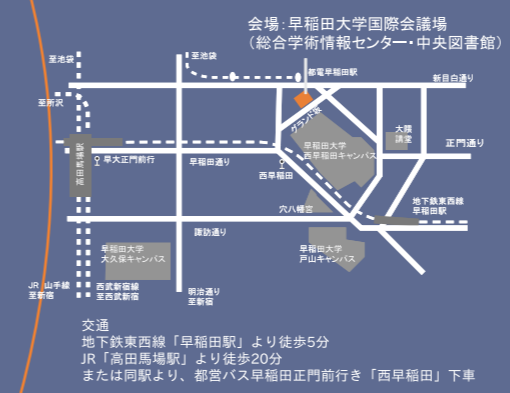 会場：早稲田大学国際会議場
（総合学術情報センター・中央図書館）
至池袋
至池袋
都電早稲田駅
新目白通り
至所沢
グランド坂
大隈
講堂
早稲田大学
西早稲田キャンパス
正門通り
高田馬場駅
早大正門前行
早稲田通り
西早稲田
穴八幡宮
地下鉄東西線
早稲田駅
諏訪通り
早稲田大学
大久保キャンパス
早稲田大学
戸山キャンパス
JR 山手線
至新宿
西武新宿線
至西武新宿
明治通り
至新宿
交通
地下鉄東西線「早稲田駅」より徒歩5分
JR「高田馬場駅」より徒歩20分
または同駅より、都営バス早稲田正門前行き「西早稲田」下車